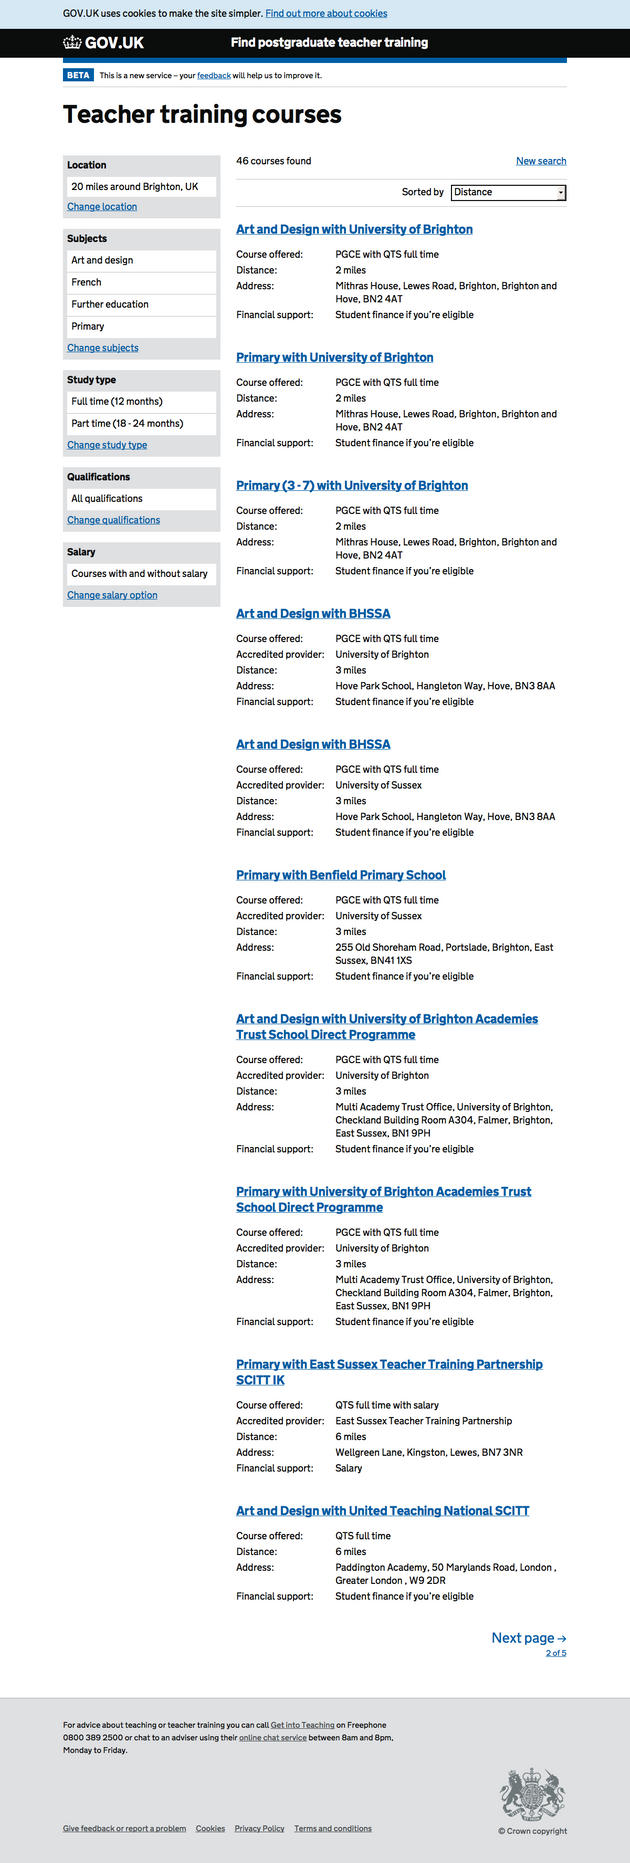 GOV.UK uses cookies to make the site simpler. Find out more about cookies
GOV.UK
Find postgraduate teacher training
BETA
This is a new service – your feedback will help us to improve it.
Teacher training courses
Location
20 miles around Brighton, UK
Change location
Subjects
Art and design
French
Further education
Primary
Change subjects
Study type
Full time (12 months)
Part time (18 - 24 months)
Change study type
Qualifications
All qualifications
Change qualifications
Salary
Courses with and without salary
Change salary option
46 courses found
New search
Sorted by
Distance
Art and Design with University of Brighton
Course offered: PGCE with QTS full time
Distance: 2 miles
Address: Mithras House, Lewes Road, Brighton, Brighton and
Hove, BN2 4AT
Financial support: Student finance if you're eligible
Primary with University of Brighton
Course offered: PGCE with QTS full time
Distance: 2 miles
Address: Mithras House, Lewes Road, Brighton, Brighton and
Hove, BN2 4AT
Financial support: Student finance if you're eligible
Primary (3 - 7) with University of Brighton
Course offered: PGCE with QTS full time
Distance: 2 miles
Address: Mithras House, Lewes Road, Brighton, Brighton and
Hove, BN2 4AT
Financial support: Student finance if you're eligible
Art and Design with BHSSA
Course offered: PGCE with QTS full time
Accredited provider: University of Brighton
Distance: 3 miles
Address: Hove Park School, Hangleton Way, Hove, BN3 8AA
Financial support: Student finance if you're eligible
Art and Design with BHSSA
Course offered: PGCE with QTS full time
Accredited provider: University of Sussex
Distance: 3 miles
Address: Hove Park School, Hangleton Way, Hove, BN3 8AA
Financial support: Student finance if you're eligible
Primary with Benfield Primary School
Course offered: PGCE with QTS full time
Accredited provider: University of Sussex
Distance: 3 miles
Address: 255 Old Shoreham Road, Portslade, Brighton, East
Sussex, BN41 1XS
Financial support: Student finance if you're eligible
Art and Design with University of Brighton Academies
Trust School Direct Programme
Course offered: PGCE with QTS full time
Accredited provider: University of Brighton
Distance: 3 miles
Address: Multi Academy Trust Office, University of Brighton,
Checkland Building Room A304, Falmer, Brighton,
East Sussex, BN1 9PH
Financial support: Student finance if you're eligible
Primary with University of Brighton Academies Trust
School Direct Programme
Course offered: PGCE with QTS full time
Accredited provider: University of Brighton
Distance: 3 miles
Address: Multi Academy Trust Office, University of Brighton,
Checkland Building Room A304, Falmer, Brighton,
East Sussex, BN1 9PH
Financial support: Student finance if you're eligible
Primary with East Sussex Teacher Training Partnership
SCITT IK
Course offered: QTS full time with salary
Accredited provider: East Sussex Teacher Training Partnership
Distance: 6 miles
Address: Wellgreen Lane, Kingston, Lewes, BN7 3NR
Financial support: Salary
Art and Design with United Teaching National SCITT
Course offered: QTS full time
Distance: 6 miles
Address: Paddington Academy, 50 Marylands Road, London ,
Greater London , W9 2DR
Financial support: Student finance if you're eligible
Next page →
2 of 5
For advice about teaching or teacher training you can call Get into Teaching on Freephone
0800 389 2500 or chat to an adviser using their online chat service between 8am and 8pm,
Monday to Friday.
Give feedback or report a problem Cookies Privacy Policy Terms and conditions
© Crown copyright